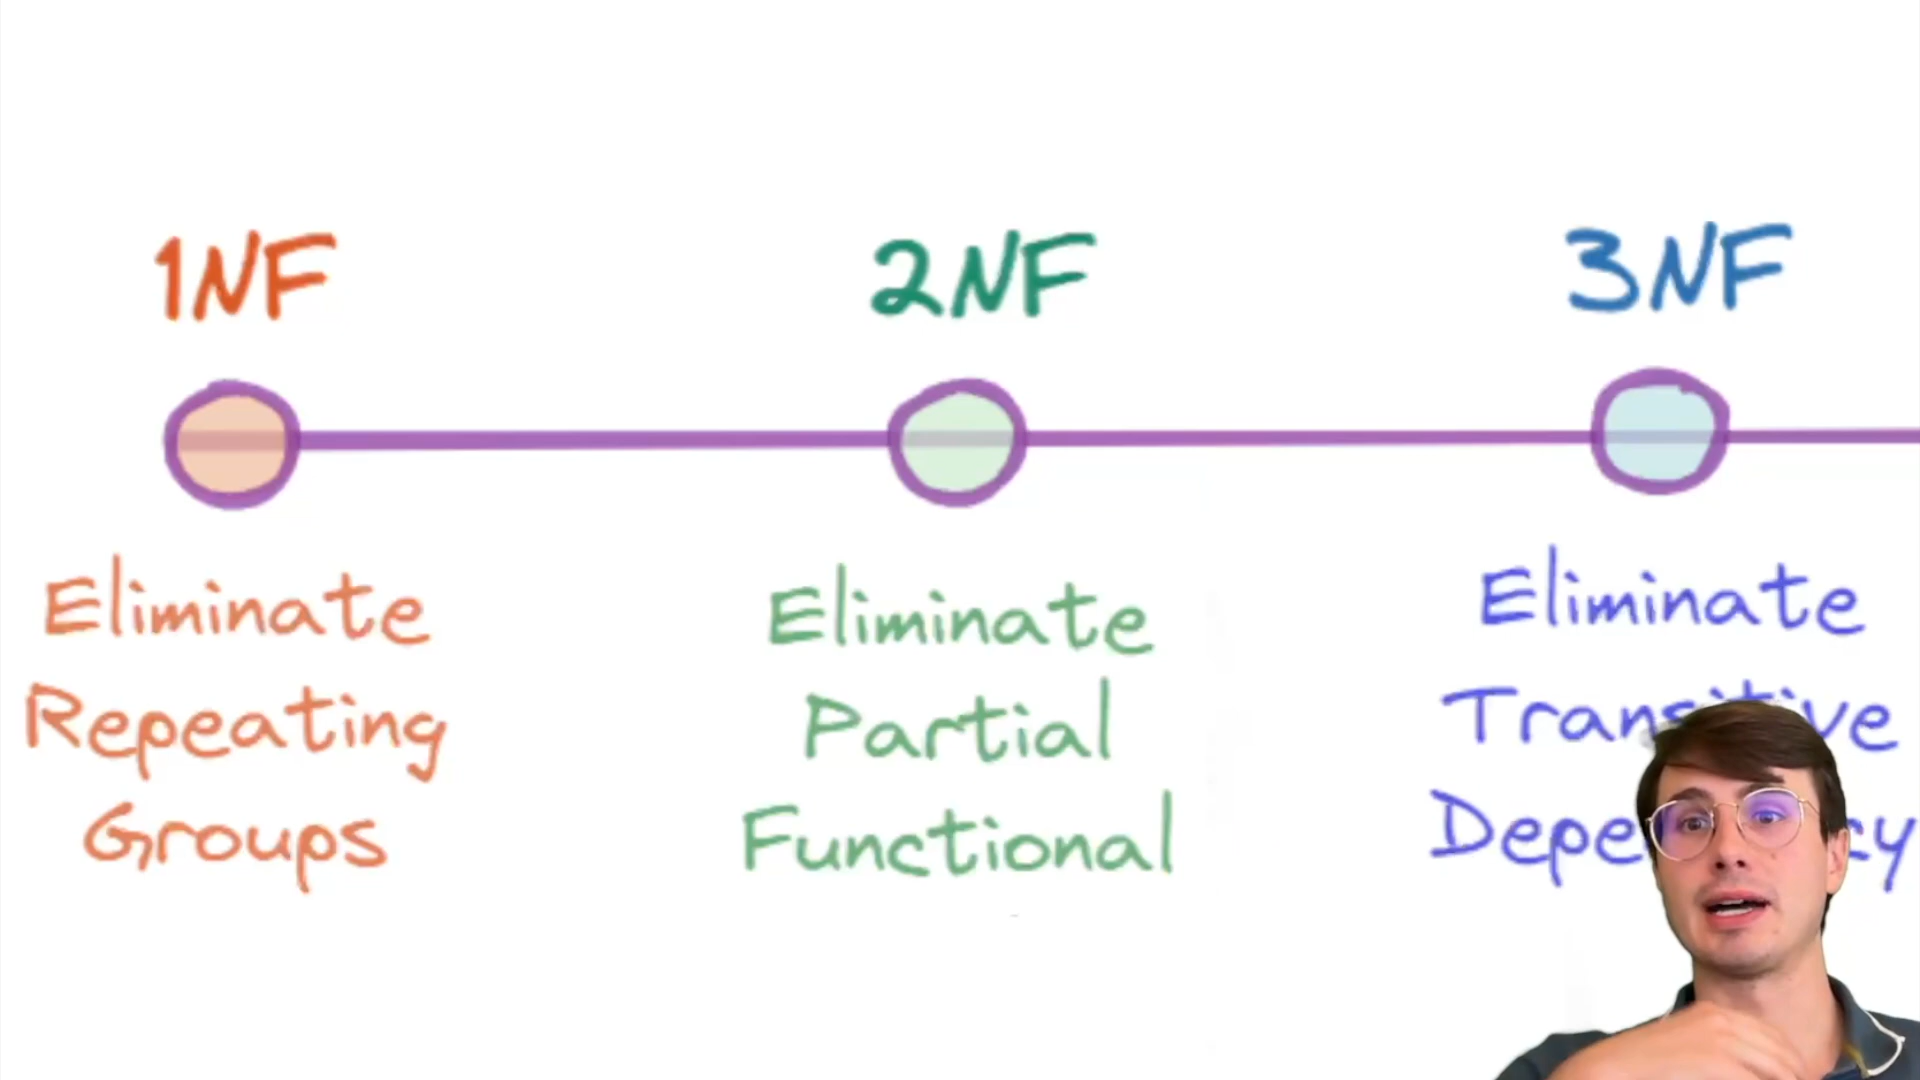 1NF
Eliminate
Repeating
Groups
2NF
Eliminate
Partial
Functional
3NF
Eliminate